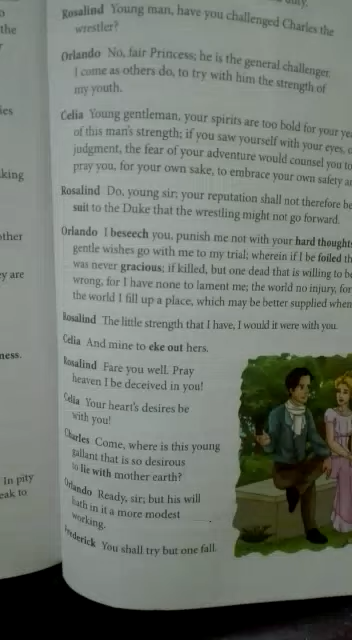 the
ies
king
other
ey are
ness.
In pity
eak to
Rosalind Young man, have you challenged Charles the
wrestler?
Orlando No, fair Princess; he is the general challenger.
I come as others do, to try with him the strength of
my youth.
Celia Young gentleman, your spirits are too bold for your
of this man's strength; if you saw yourself with your eyes,
judgment, the fear of your adventure would counsel you to
pray you, for your own sake, to embrace your own safety
Rosalind Do, young sir; your reputation shall not therefore be
suit to the Duke that the wrestling might not go forward.
Orlando I beseech you, punish me not with your hard thoughts
gentle wishes go with me to my trial; wherein if I be foiled
was never gracious; if killed, but one dead that is willing to be
wrong, for I have none to lament me; the world no injury, for
the world I fill up a place, which may be better supplied when
Rosalind The little strength that I have, I would it were with you.
Celia And mine to eke out hers.
Rosalind Fare you well. Pray
heaven I be deceived in you!
Celia Your heart's desires be
with you!
Charles Come, where is this young
gallant that is so desirous
to lie with mother earth?
Orlando Ready, sir; but his will
hath in it a more modest
working.
Frederick You shall try but one fall.